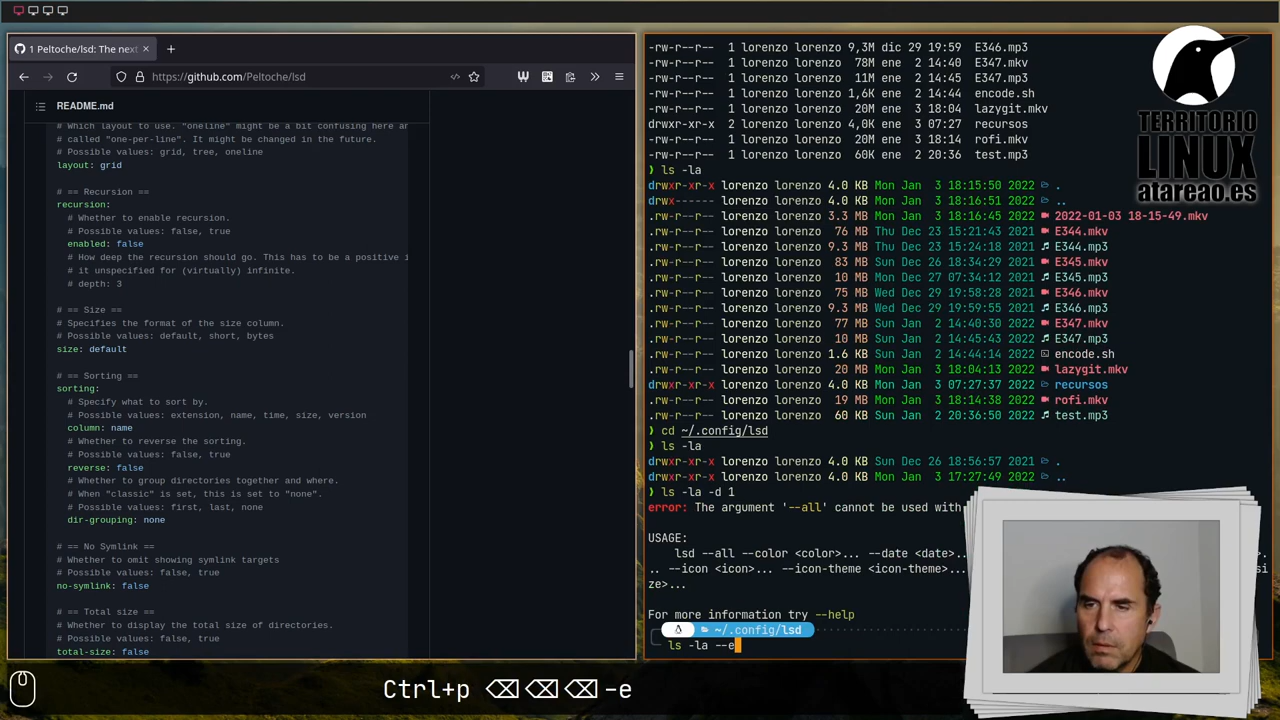 1 Peltoche/lsd: The next
https://github.com/Peltoche/lsd
README.md
# Which layout to use. "oneline" might be a bit confusing here an
# called "one-per-line". It might be changed in the future.
# Possible values: grid, tree, oneline
layout: grid
# == Recursion ==
recursion:
# Whether to enable recursion.
# Possible values: false, true
enabled: false
# How deep the recursion should go. This has to be a positive i
# it unspecified for (virtually) infinite.
# depth: 3
# == Size ==
# Specifies the format of the size column.
# Possible values: default, short, bytes
size: default
# == Sorting ==
sorting:
# Specify what to sort by.
# Possible values: extension, name, time, size, version
column: name
# Whether to reverse the sorting.
# Possible values: false, true
reverse: false
# Whether to group directories together and where.
# When "classic" is set, this is set to "none".
# Possible values: first, last, none
dir-grouping: none
# == No Symlink ==
# Whether to omit showing symlink targets
# Possible values: false, true
no-symlink: false
# == Total size ==
# Whether to display the total size of directories.
# Possible values: false, true
total-size: false
-rw-r--r-- 1 lorenzo lorenzo 9,3M dic 29 19:59 E346.mp3
-rw-r--r-- 1 lorenzo lorenzo 78M ene 2 14:40 E347.mkv
-rw-r--r-- 1 lorenzo lorenzo 11M ene 2 14:45 E347.mp3
-rw-r--r-- 1 lorenzo lorenzo 1,6K ene 2 14:44 encode.sh
-rw-r--r-- 1 lorenzo lorenzo 20M ene 3 18:04 lazygit.mkv
drwxr-xr-x 2 lorenzo lorenzo 4,0K ene 3 07:27 recursos
-rw-r--r-- 1 lorenzo lorenzo 20M ene 3 18:14 rofi.mkv
-rw-r--r-- 1 lorenzo lorenzo 60K ene 2 20:36 test.mp3
❯ ls -la
drwxr-xr-x lorenzo lorenzo 4.0 KB Mon Jan 3 18:15:50 2022 .
drwx------ lorenzo lorenzo 4.0 KB Mon Jan 3 18:16:51 2022 ..
.rw-r--r-- lorenzo lorenzo 3.3 MB Mon Jan 3 18:16:45 2022 2022-01-03 18-15-49.mkv
.rw-r--r-- lorenzo lorenzo 76 MB Thu Dec 23 15:21:43 2021 E344.mkv
.rw-r--r-- lorenzo lorenzo 9.3 MB Thu Dec 23 15:24:18 2021 E344.mp3
.rw-r--r-- lorenzo lorenzo 83 MB Sun Dec 26 18:34:29 2021 E345.mkv
.rw-r--r-- lorenzo lorenzo 10 MB Mon Dec 27 07:34:12 2021 E345.mp3
.rw-r--r-- lorenzo lorenzo 75 MB Wed Dec 29 19:58:28 2021 E346.mkv
.rw-r--r-- lorenzo lorenzo 9.3 MB Wed Dec 29 19:59:55 2021 E346.mp3
.rw-r--r-- lorenzo lorenzo 77 MB Sun Jan 2 14:40:30 2022 E347.mkv
.rw-r--r-- lorenzo lorenzo 10 MB Sun Jan 2 14:45:43 2022 E347.mp3
.rw-r--r-- lorenzo lorenzo 1.6 KB Sun Jan 2 14:44:14 2022 encode.sh
.rw-r--r-- lorenzo lorenzo 20 MB Mon Jan 3 18:04:13 2022 lazygit.mkv
drwxr-xr-x lorenzo lorenzo 4.0 KB Mon Jan 3 07:27:37 2022 recursos
.rw-r--r-- lorenzo lorenzo 19 MB Mon Jan 3 18:14:38 2022 rofi.mkv
.rw-r--r-- lorenzo lorenzo 60 KB Sun Jan 2 20:36:50 2022 test.mp3
❯ cd ~/.config/lsd
❯ ls -la
drwxr-xr-x lorenzo lorenzo 4.0 KB Sun Dec 26 18:56:57 2021 .
drwxr-xr-x lorenzo lorenzo 4.0 KB Mon Jan 3 17:27:49 2022 ..
❯ ls -la -d 1
error: The argument '--all' cannot be used with
USAGE:
lsd --all --color <color>... --date <date>..
.. --icon <icon>... --icon-theme <icon-theme>... si
ze>...
For more information try --help
~/.config/lsd
ls -la --e
TERRITORIO
LINUX
atareao.es
Ctrl+p ⌫⌫⌫-e